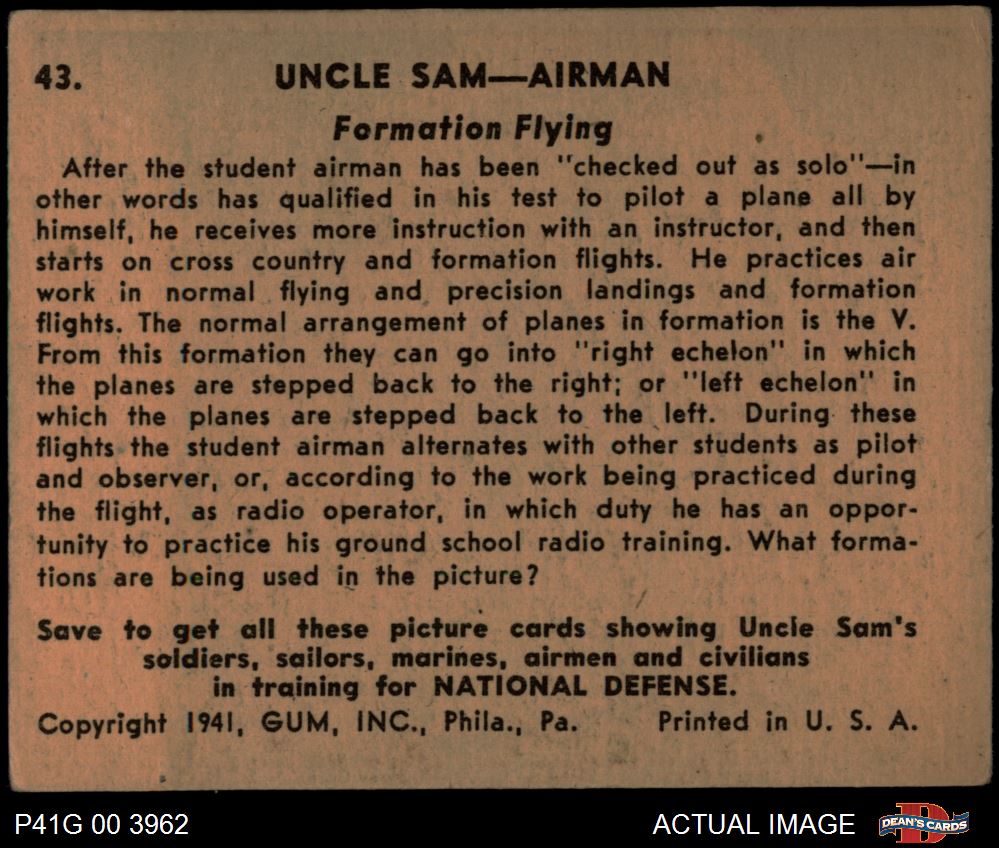 43. UNCLE SAM—AIRMAN
Formation Flying
After the student airman has been "checked out as solo"—in
other words has qualified in his test to pilot a plane all by
himself, he receives more instruction with an instructor, and then
starts on cross country and formation flights. He practices air
work in normal flying and precision landings and formation
flights. The normal arrangement of planes in formation is the V.
From this formation they can go into "right echelon" in which
the planes are stepped back to the right; or "left echelon" in
which the planes are stepped back to the left. During these
flights the student airman alternates with other students as pilot
and observer, or, according to the work being practiced during
the flight, as radio operator, in which duty he has an oppor-
tunity to practice his ground school radio training. What forma-
tions are being used in the picture?
Save to get all these picture cards showing Uncle Sam's
soldiers, sailors, marines, airmen and civilians
in training for NATIONAL DEFENSE.
Copyright 1941, GUM, INC., Phila., Pa. Printed in U. S. A.
P41G 00 3962 ACTUAL IMAGE D DEAN'S CARDS